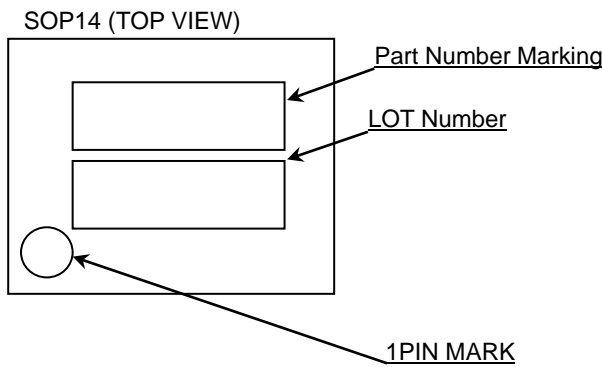 SOP14 (TOP VIEW)
Part Number Marking
LOT Number
1PIN MARK